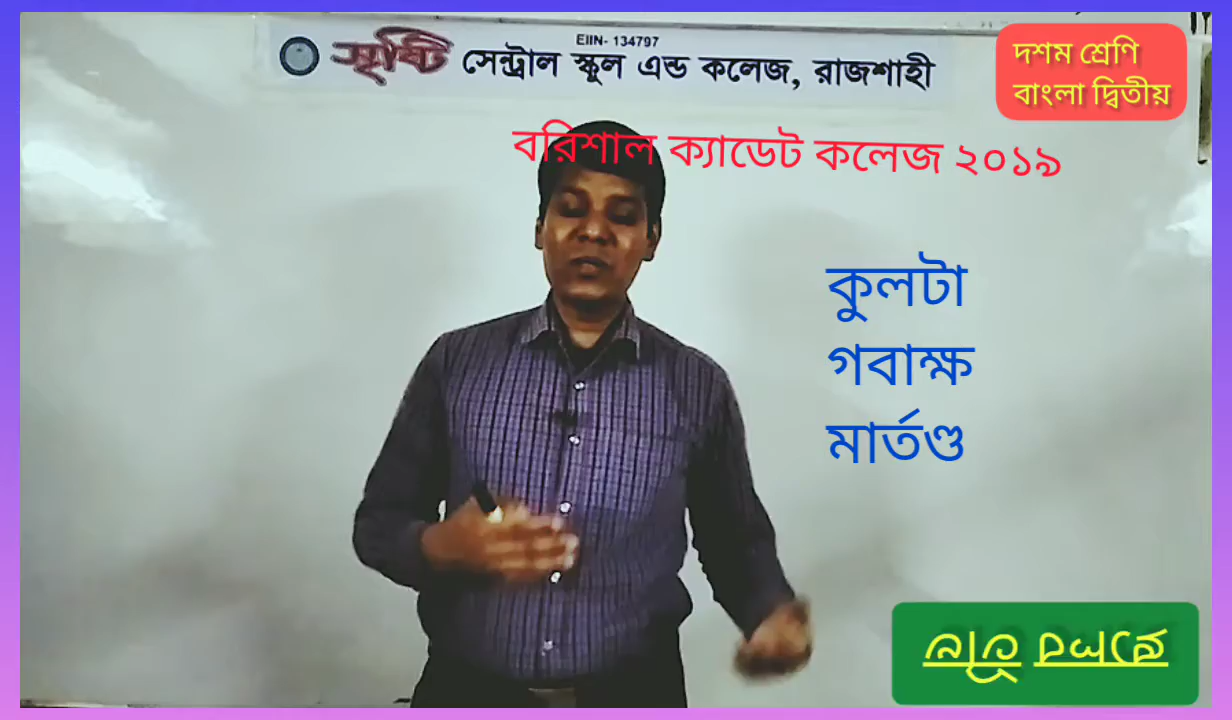 EIIN- 134797
সৃষ্টি সেন্ট্রাল স্কুল এন্ড কলেজ, রাজশাহী
দশম শ্রেণি
বাংলা দ্বিতীয়
বরিশাল ক্যাডেট কলেজ ২০১৯
কুলটা
গবাক্ষ
মার্তণ্ড